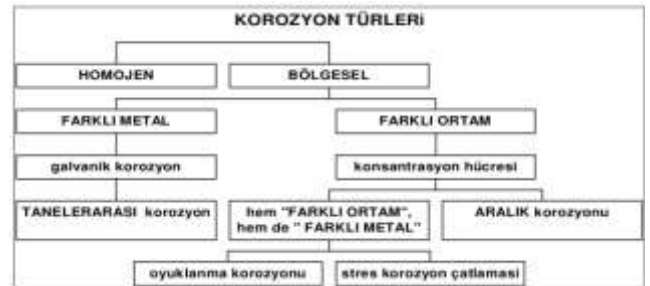 KOROZYON TÜRLERİ
HOMOJEN
BÖLGESEL
FARKLI METAL
FARKLI ORTAM
galvanik korozyon
konsantrasyon hücresi
TANELERARASI korozyon
hem "FARKLI ORTAM",
hem de " FARKLI METAL"
ARALIK korozyonu
oyuklanma korozyonu
stres korozyon çatlamasi